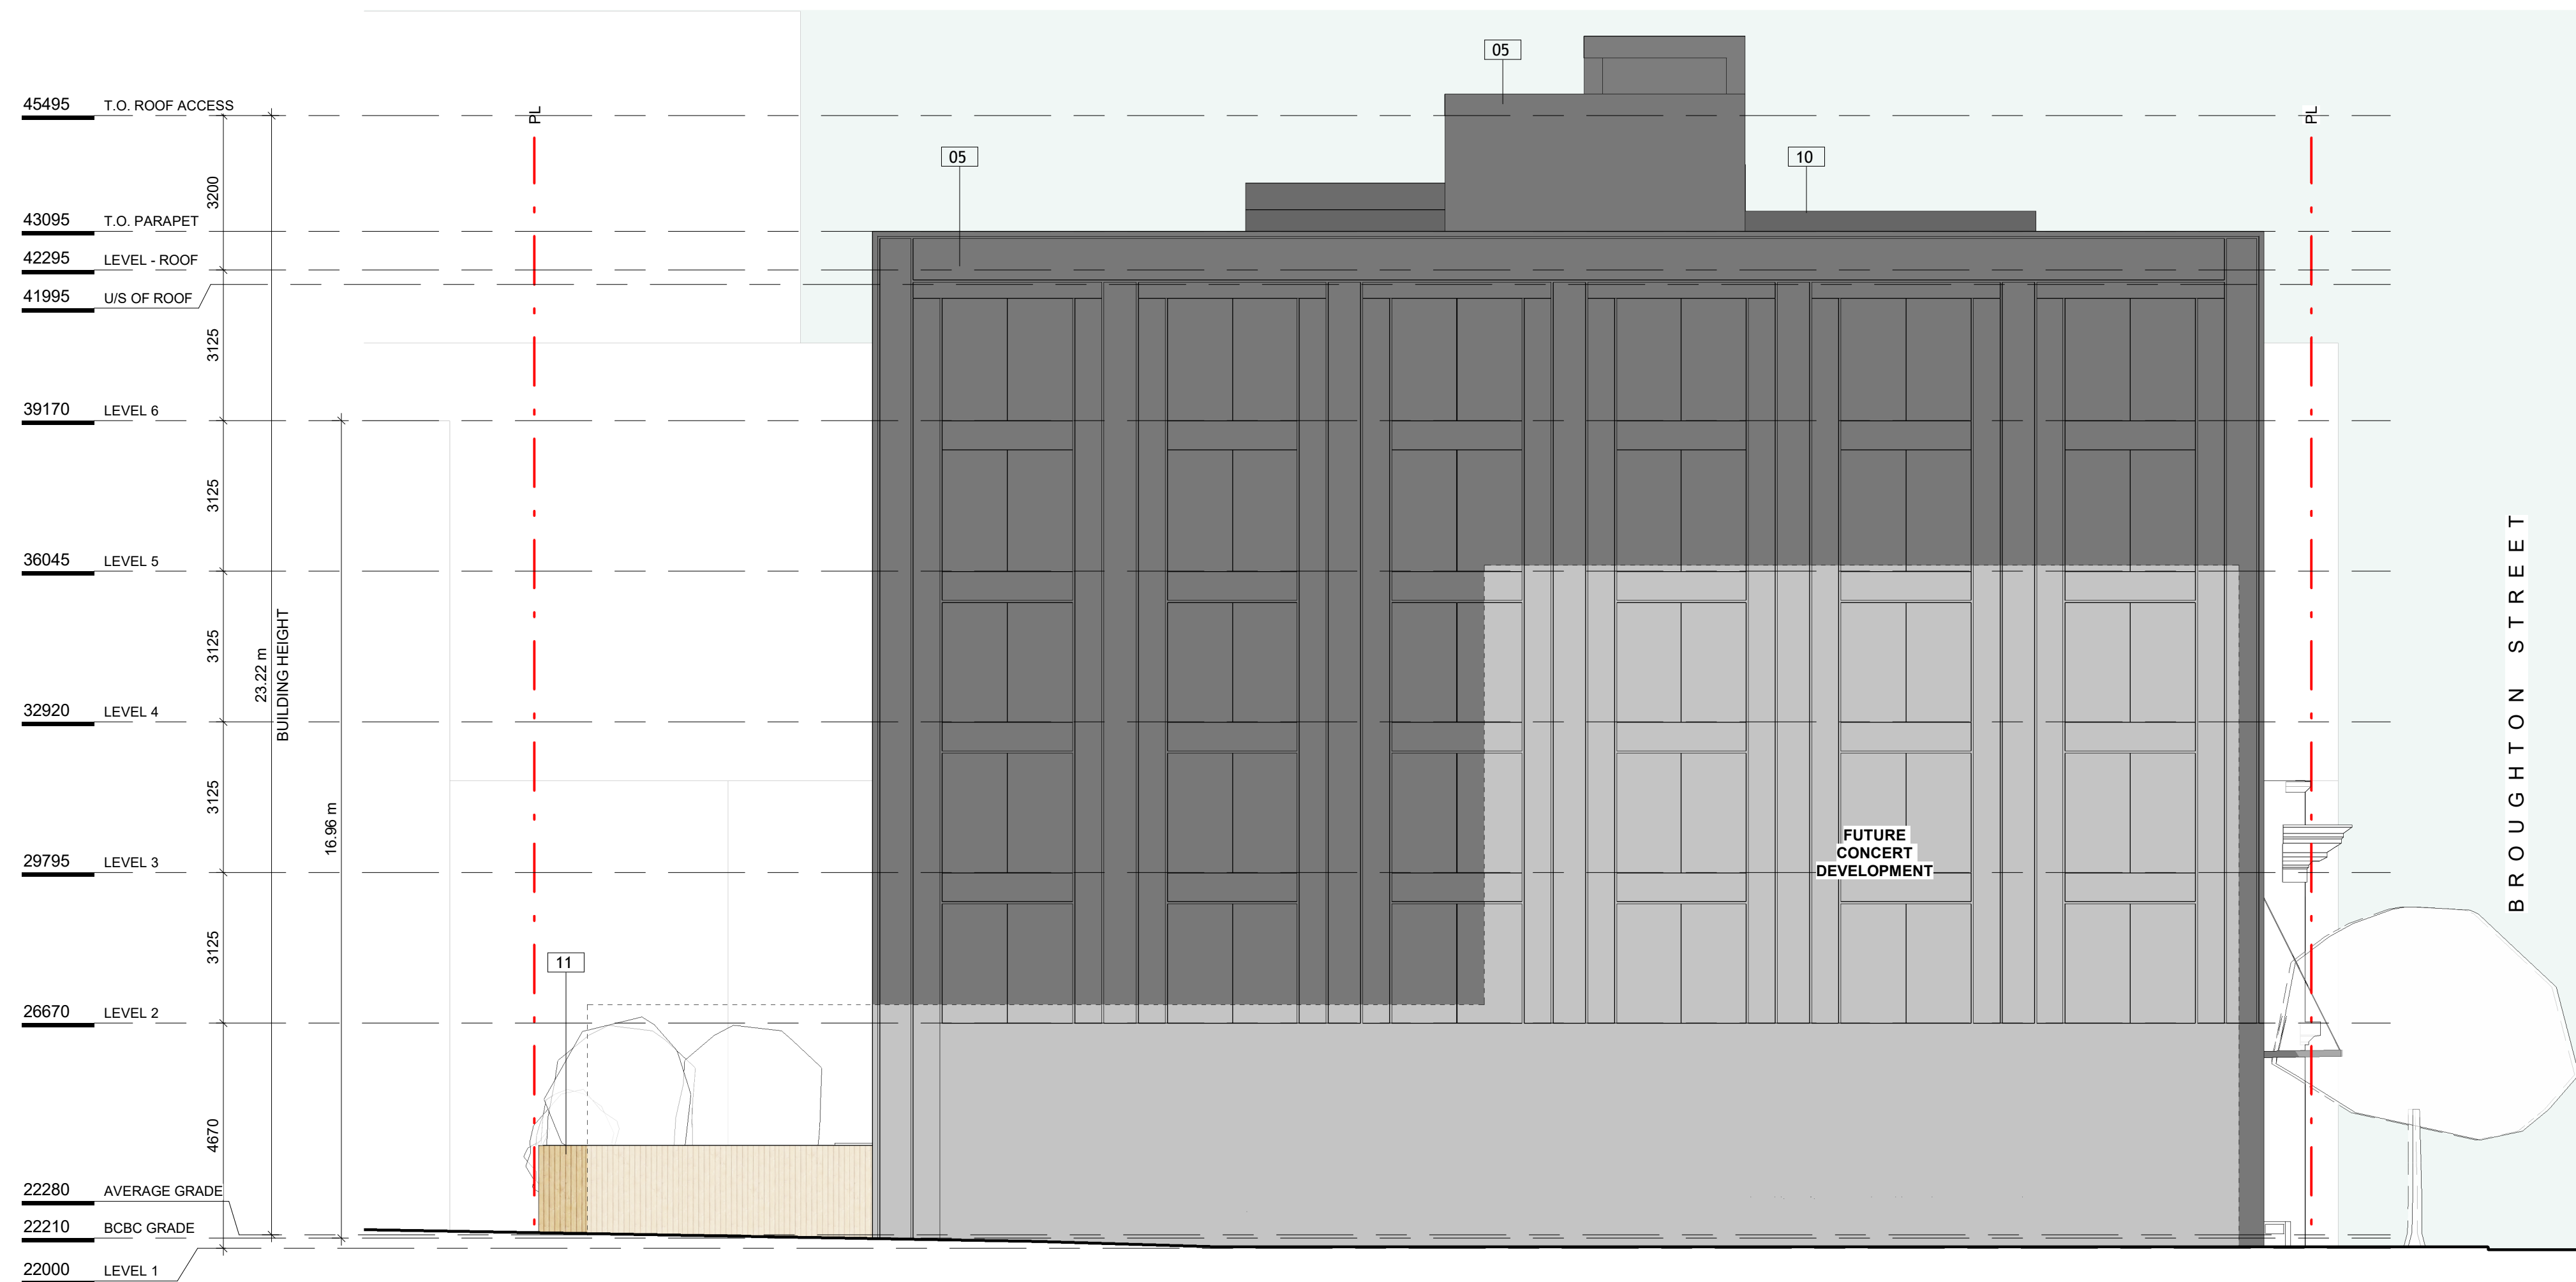 05
45495 T.O. ROOF ACCESS
PL
PL
05
10
3200
43095 T.O. PARAPET
42295 LEVEL - ROOF
41995 U/S OF ROOF
3125
39170 LEVEL 6
3125
36045 LEVEL 5
BROUGHTON STREET
3125
23.22 m
BUILDING HEIGHT
32920 LEVEL 4
3125
16.96 m
FUTURE
CONCERT
DEVELOPMENT
29795 LEVEL 3
3125
11
26670 LEVEL 2
4670
22280 AVERAGE GRADE
22210 BCBC GRADE
22000 LEVEL 1